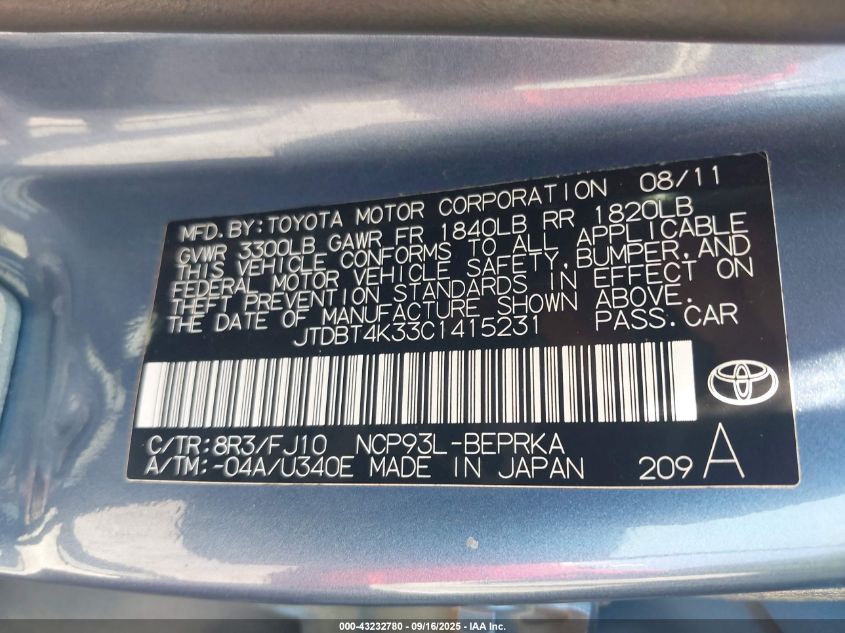 MFD. BY: TOYOTA MOTOR CORPORATION 08/11
GVWR 3300LB GAWR FR 1840LB RR 1820LB
THIS VEHICLE CONFORMS TO ALL APPLICABLE
FEDERAL MOTOR VEHICLE SAFETY, BUMPER, AND
THEFT PREVENTION STANDARDS IN EFFECT ON
THE DATE OF MANUFACTURE SHOWN ABOVE.
JTDBT4K33C1415231 PASS. CAR
C/TR: 8R3/FJ10 NCP93L-BEPRKA
A/TM: -04A/U340E MADE IN JAPAN 209 A
000-43232780 - 09/16/2025 - IAA Inc.